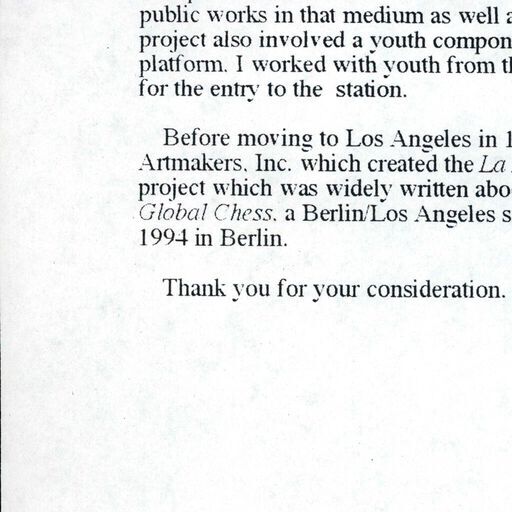 public works in that medium as well
project also involved a youth compon
platform. I worked with youth from th
for the entry to the station.
Before moving to Los Angeles in 1
Artmakers, Inc. which created the La
project which was widely written abo
Global Chess, a Berlin/Los Angeles s
1994 in Berlin.
Thank you for your consideration.